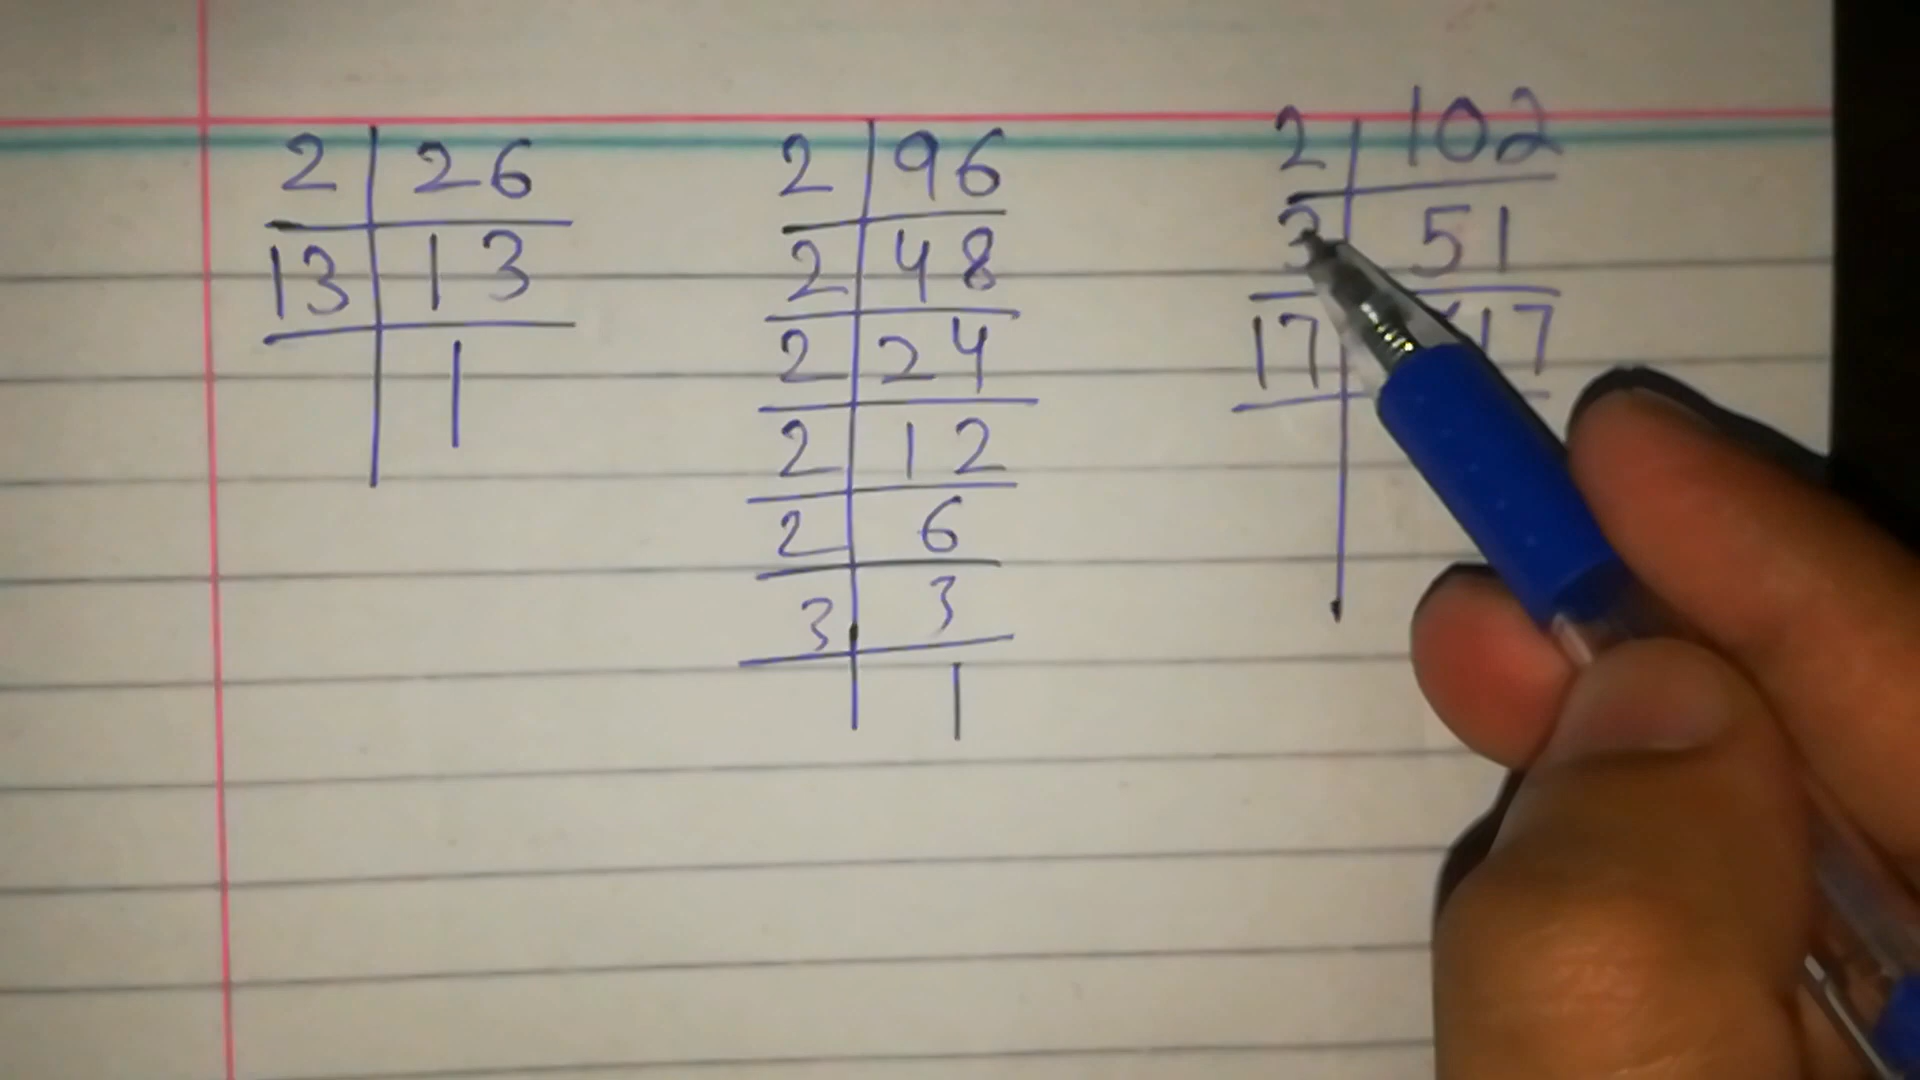 2 | 26
13 | 13
1
2 | 96
2 | 48
2 | 24
2 | 12
2 | 6
3 | 3
1
2 | 102
3 | 51
17 | 17